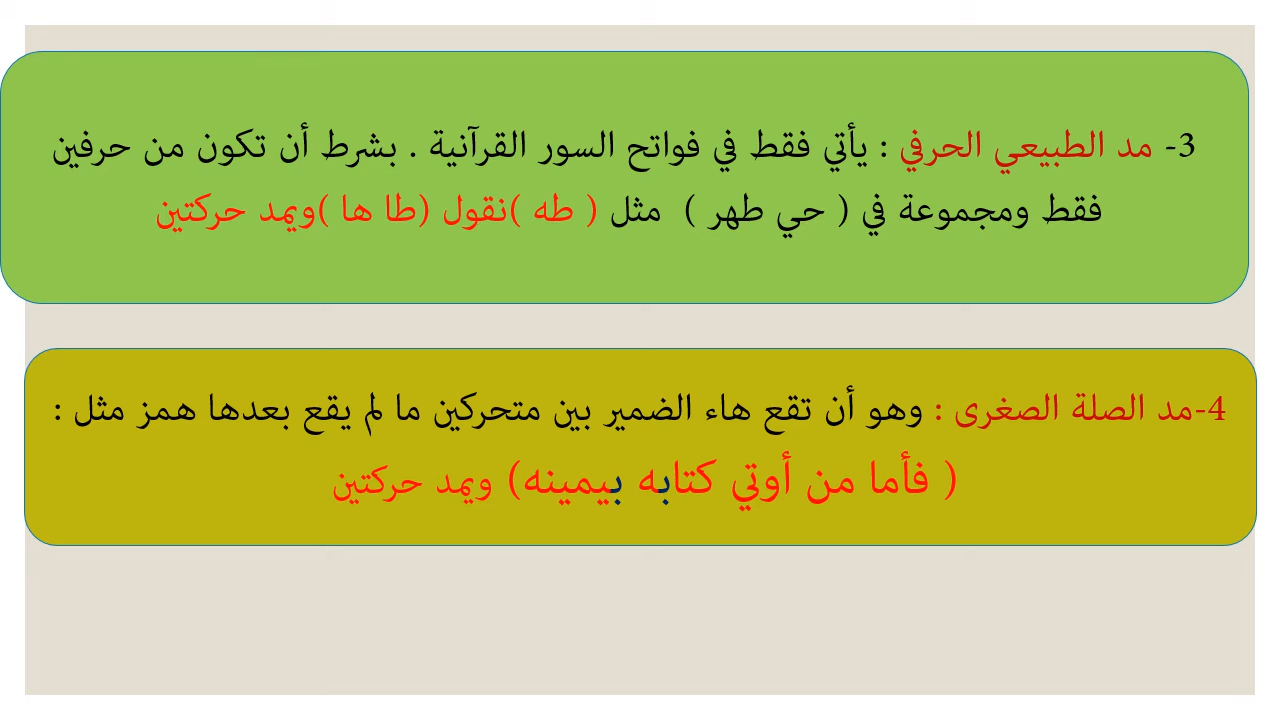 3- مد الطبيعي الحرفي : يأتي فقط في فواتح السور القرآنية . بشرط أن تكون من حرفين
فقط ومجموعة في ( حي طهر ) مثل ( طه )نقول (طا ها )ويمد حركتين
4-مد الصلة الصغرى : وهو أن تقع هاء الضمير بين متحركين ما لم يقع بعدها همز مثل :
( فأما من أوتي كتابه بيمينه) ويمد حركتين